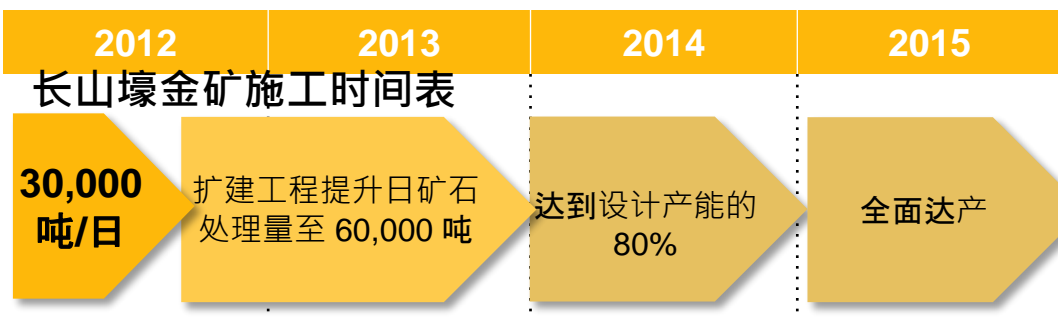 2012 2013 2014 2015
长山壕金矿施工时间表
30,000
吨/日
扩建工程提升日矿石
处理量至 60,000 吨
达到设计产能的
80%
全面达产